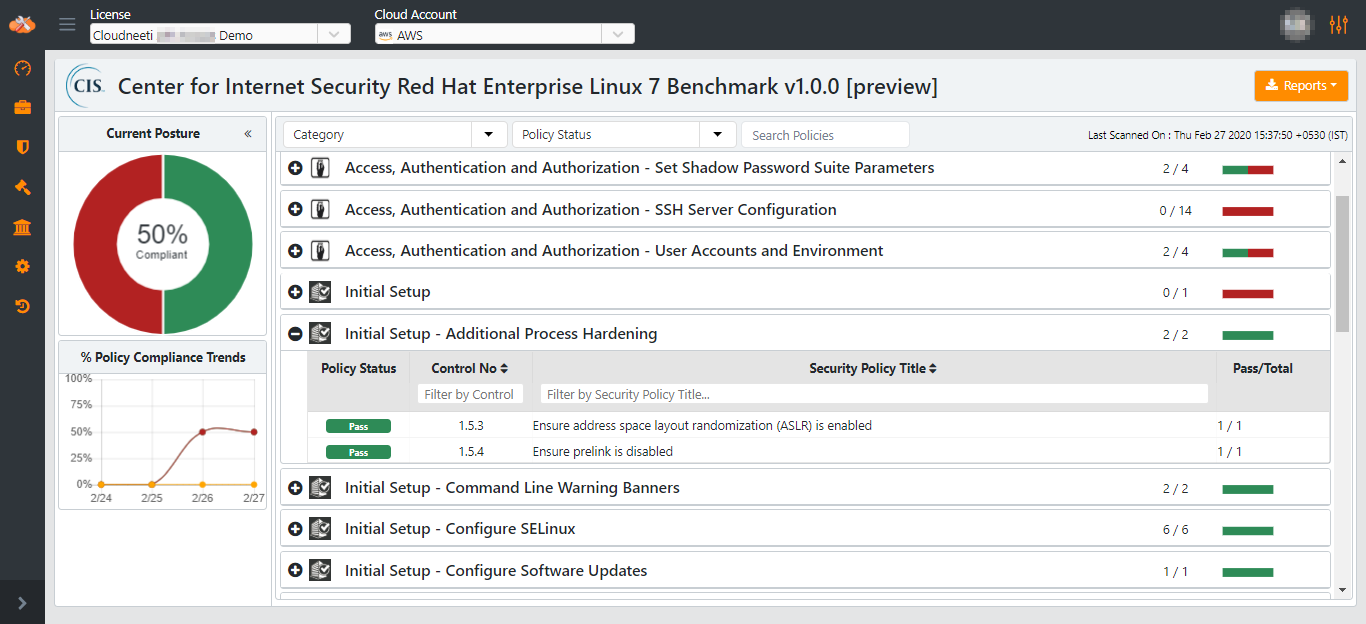 License
Cloudneeti Demo
Cloud Account
aws AWS
CIS. Center for Internet Security Red Hat Enterprise Linux 7 Benchmark v1.0.0 [preview]
Reports
Current Posture «
50%
Compliant
% Policy Compliance Trends
100%
75%
50%
25%
0%
2/24 2/25 2/26 2/27
Category
Policy Status
Search Policies
Last Scanned On : Thu Feb 27 2020 15:37:50 +0530 (IST)
Access, Authentication and Authorization - Set Shadow Password Suite Parameters 2 / 4
Access, Authentication and Authorization - SSH Server Configuration 0 / 14
Access, Authentication and Authorization - User Accounts and Environment 2 / 4
Initial Setup 0 / 1
Initial Setup - Additional Process Hardening 2 / 2
Policy Status Control No Security Policy Title Pass/Total
Filter by Control Filter by Security Policy Title...
Pass 1.5.3 Ensure address space layout randomization (ASLR) is enabled 1 / 1
Pass 1.5.4 Ensure prelink is disabled 1 / 1
Initial Setup - Command Line Warning Banners 2 / 2
Initial Setup - Configure SELinux 6 / 6
Initial Setup - Configure Software Updates 1 / 1